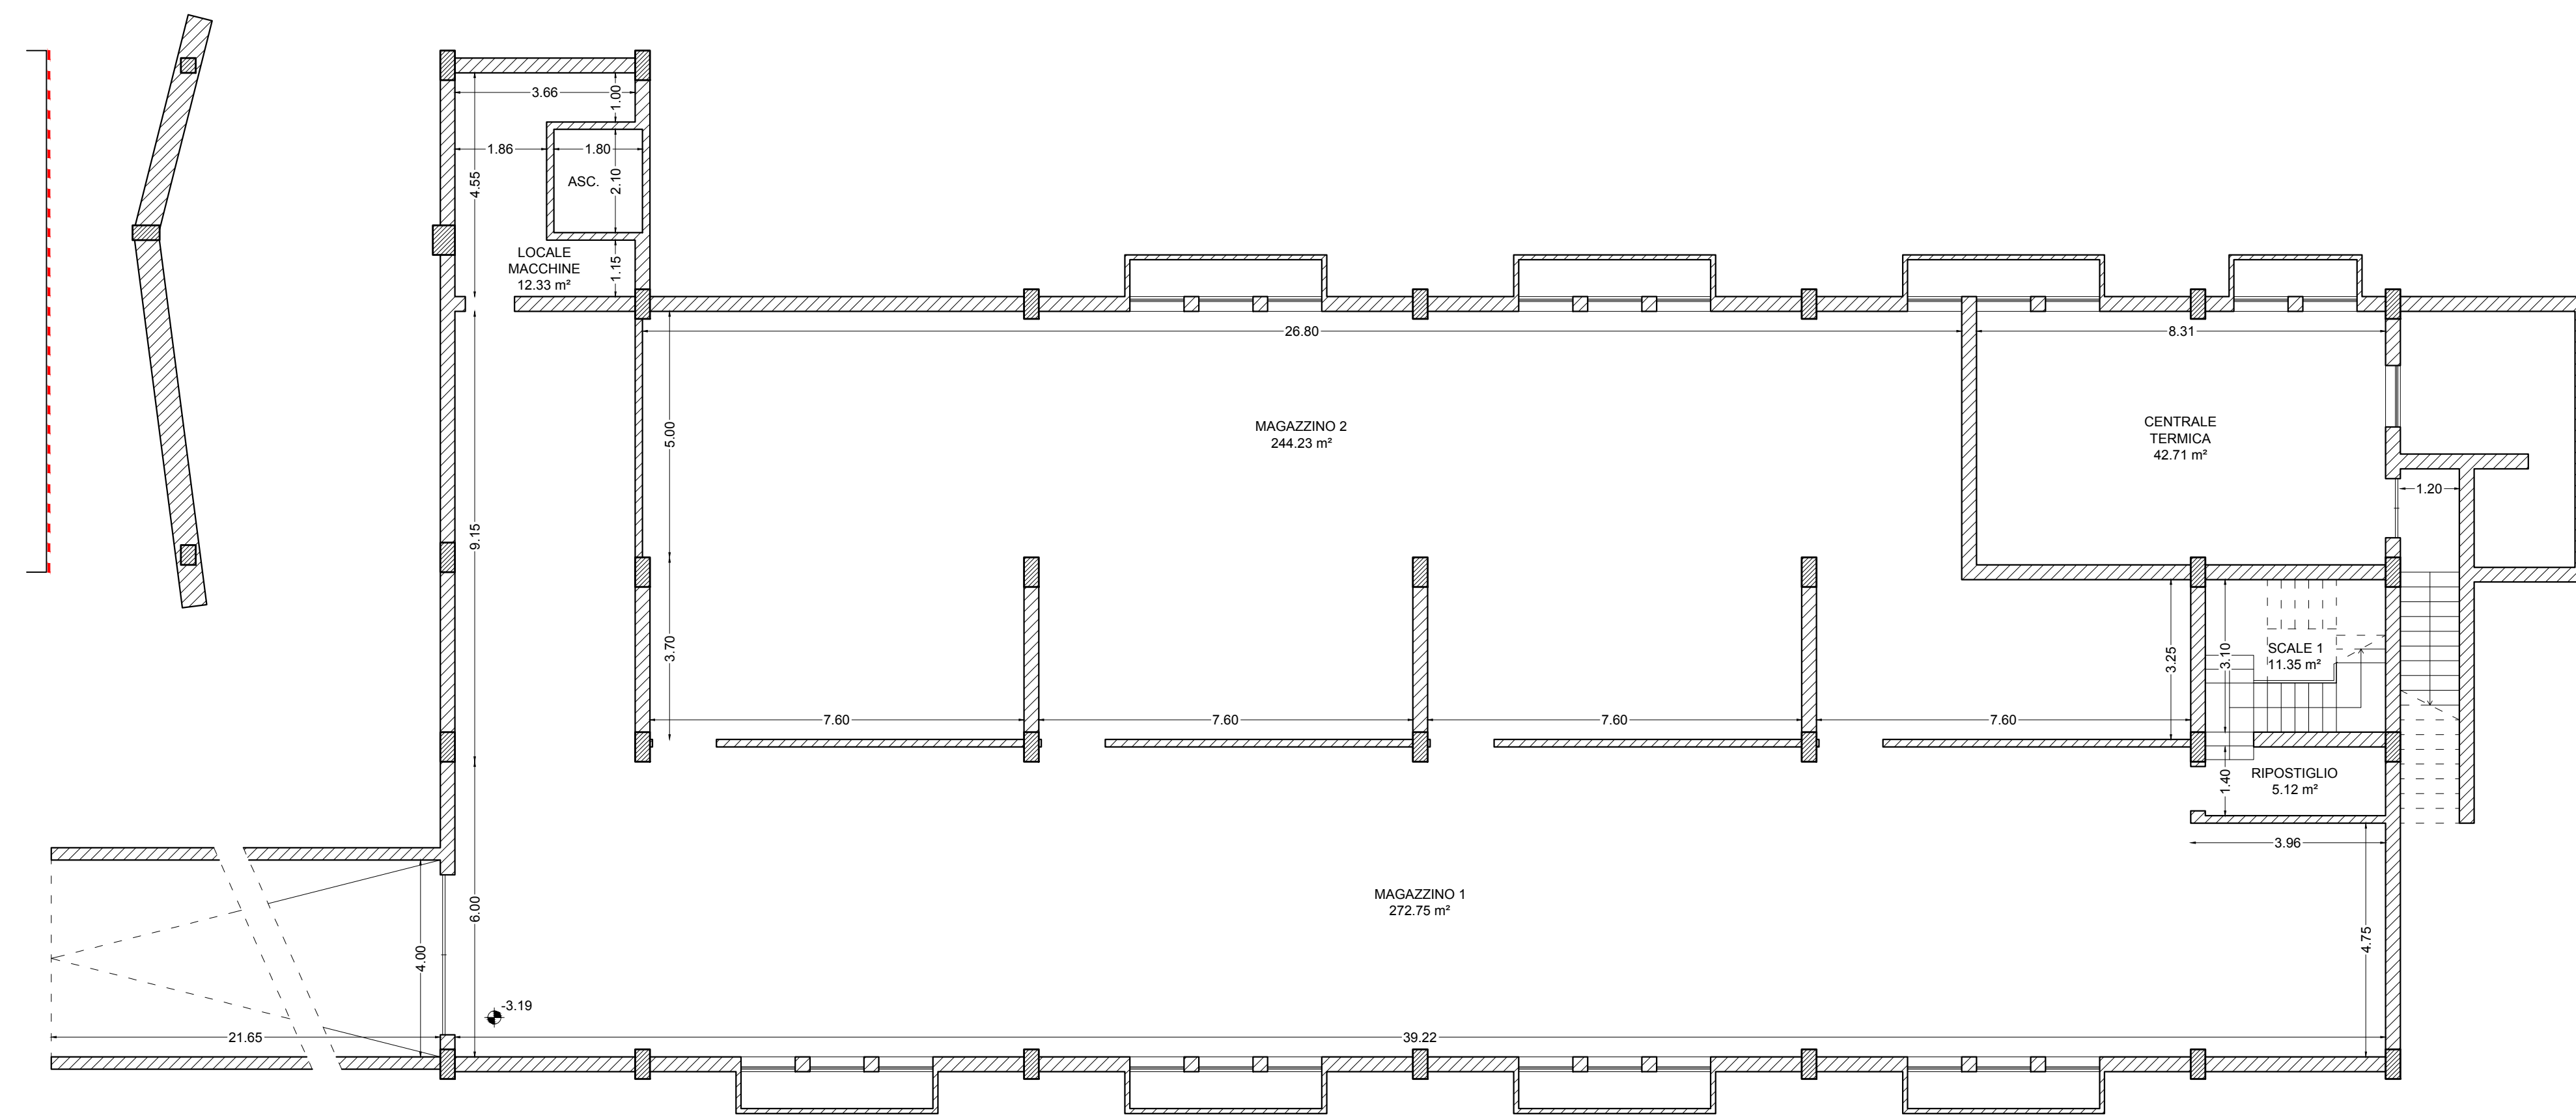 3.66
1.00
1.86
1.80
4.55
2.10
ASC.
LOCALE
MACCHINE
12.33 m²
1.15
26.80
8.31
5.00
MAGAZZINO 2
244.23 m²
CENTRALE
TERMICA
42.71 m²
1.20
9.15
3.70
3.25
3.10
SCALE 1
11.35 m²
7.60
7.60
7.60
7.60
1.40
RIPOSTIGLIO
5.12 m²
3.96
MAGAZZINO 1
272.75 m²
6.00
4.00
4.75
-3.19
21.65
39.22